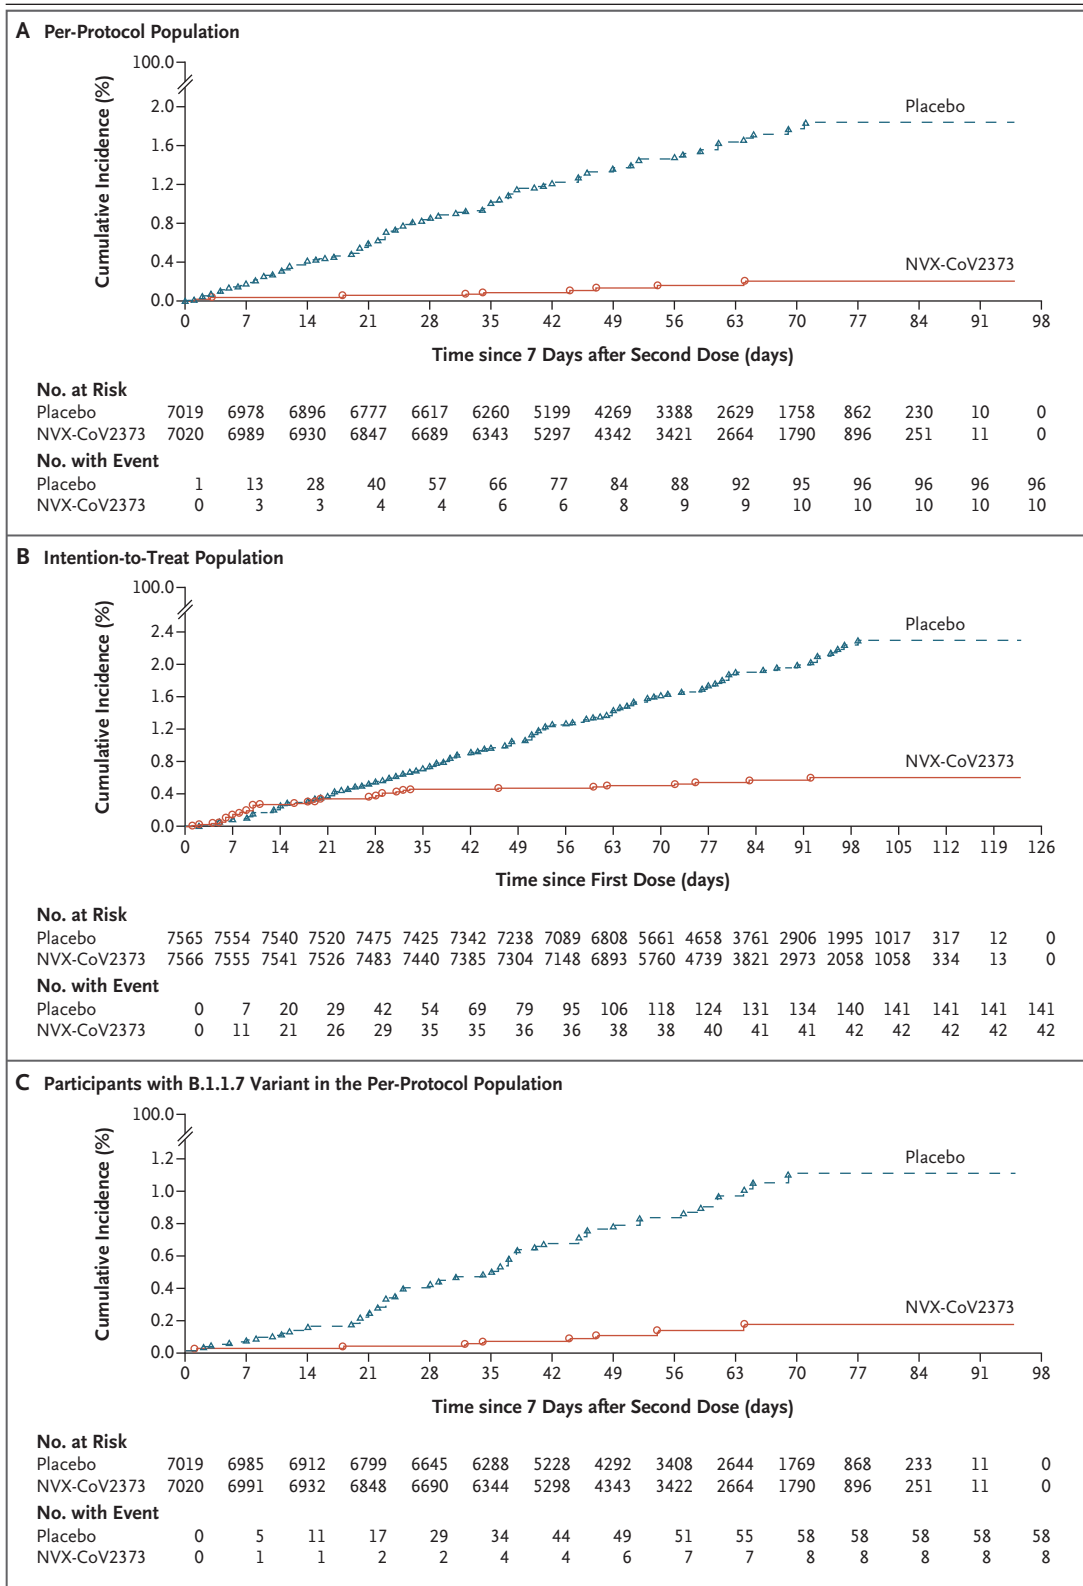 A Per-Protocol Population
100.0
2.0
1.6
1.2
0.8
0.4
0.0
Cumulative Incidence (%)
Placebo
NVX-CoV2373
0 7 14 21 28 35 42 49 56 63 70 77 84 91 98
Time since 7 Days after Second Dose (days)
No. at Risk
Placebo 7019 6978 6896 6777 6617 6260 5199 4269 3388 2629 1758 862 230 10 0
NVX-CoV2373 7020 6989 6930 6847 6689 6343 5297 4342 3421 2664 1790 896 251 11 0
No. with Event
Placebo 1 13 28 40 57 66 77 84 88 92 95 96 96 96 96
NVX-CoV2373 0 3 3 4 4 6 6 8 9 9 10 10 10 10 10
B Intention-to-Treat Population
100.0
2.4
2.0
1.6
1.2
0.8
0.4
0.0
Cumulative Incidence (%)
Placebo
NVX-CoV2373
0 7 14 21 28 35 42 49 56 63 70 77 84 91 98 105 112 119 126
Time since First Dose (days)
No. at Risk
Placebo 7565 7554 7540 7520 7475 7425 7342 7238 7089 6808 5661 4658 3761 2906 1995 1017 317 12 0
NVX-CoV2373 7566 7555 7541 7526 7483 7440 7385 7304 7148 6893 5760 4739 3821 2973 2058 1058 334 13 0
No. with Event
Placebo 0 7 20 29 42 54 69 79 95 106 118 124 131 134 140 141 141 141 141
NVX-CoV2373 0 11 21 26 29 35 35 36 36 38 38 40 41 41 42 42 42 42 42
C Participants with B.1.1.7 Variant in the Per-Protocol Population
100.0
1.2
1.0
0.8
0.6
0.4
0.2
0.0
Cumulative Incidence (%)
Placebo
NVX-CoV2373
0 7 14 21 28 35 42 49 56 63 70 77 84 91 98
Time since 7 Days after Second Dose (days)
No. at Risk
Placebo 7019 6985 6912 6799 6645 6288 5228 4292 3408 2644 1769 868 233 11 0
NVX-CoV2373 7020 6991 6932 6848 6690 6344 5298 4343 3422 2664 1790 896 251 11 0
No. with Event
Placebo 0 5 11 17 29 34 44 49 51 55 58 58 58 58 58
NVX-CoV2373 0 1 1 2 2 4 4 6 7 7 8 8 8 8 8